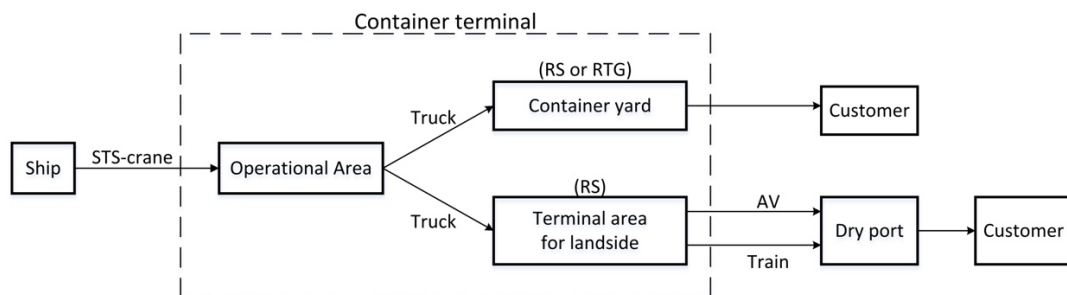 Container terminal
(RS or RTG)
Container yard
Customer
Truck
Ship
STS-crane
Operational Area
(RS)
Truck
Terminal area
for landside
AV
Train
Dry port
Customer